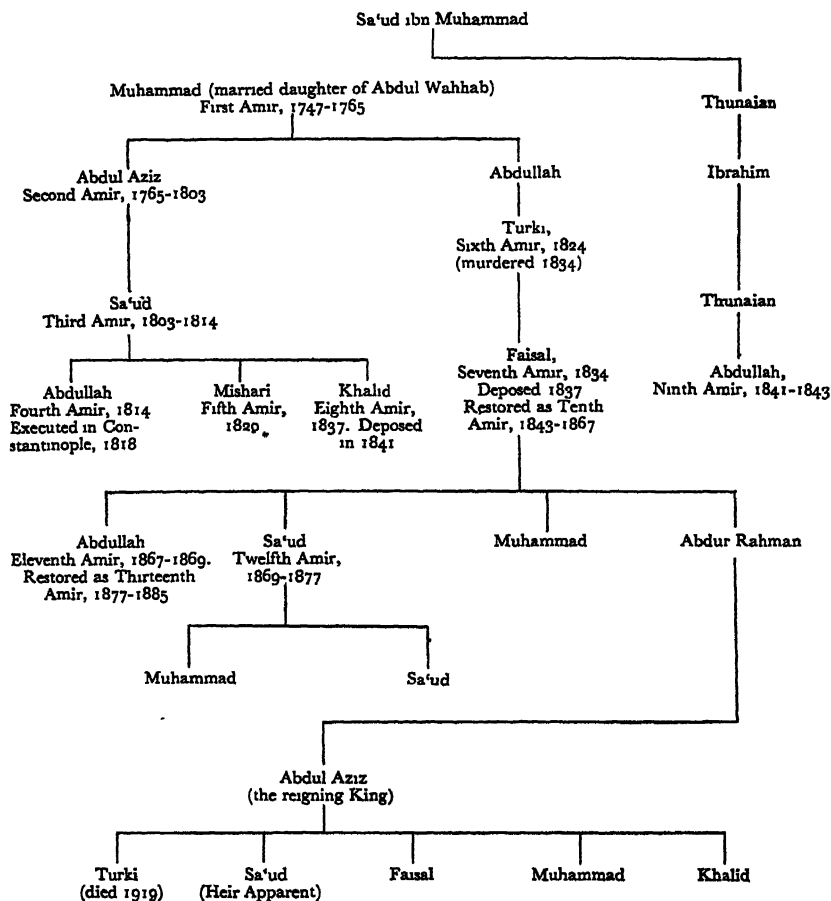 Sa‘ud ibn Muhammad
Muhammad (married daughter of Abdul Wahhab)
First Amir, 1747-1765
Thunaian
Abdul Aziz
Second Amir, 1765-1803
Abdullah
Ibrahim
Turki,
Sixth Amir, 1824
(murdered 1834)
Sa‘ud
Third Amir, 1803-1814
Thunaian
Abdullah
Fourth Amir, 1814
Executed in Con-
stantinople, 1818
Mishari
Fifth Amir,
1820
Khalid
Eighth Amir,
1837. Deposed
in 1841
Faisal,
Seventh Amir, 1834
Deposed 1837
Restored as Tenth
Amir, 1843-1867
Abdullah,
Ninth Amir, 1841-1843
Abdullah
Eleventh Amir, 1867-1869.
Restored as Thirteenth
Amir, 1877-1885
Sa‘ud
Twelfth Amir,
1869-1877
Muhammad
Abdur Rahman
Muhammad
Sa‘ud
Abdul Aziz
(the reigning King)
Turki
(died 1919)
Sa‘ud
(Heir Apparent)
Faisal
Muhammad
Khalid